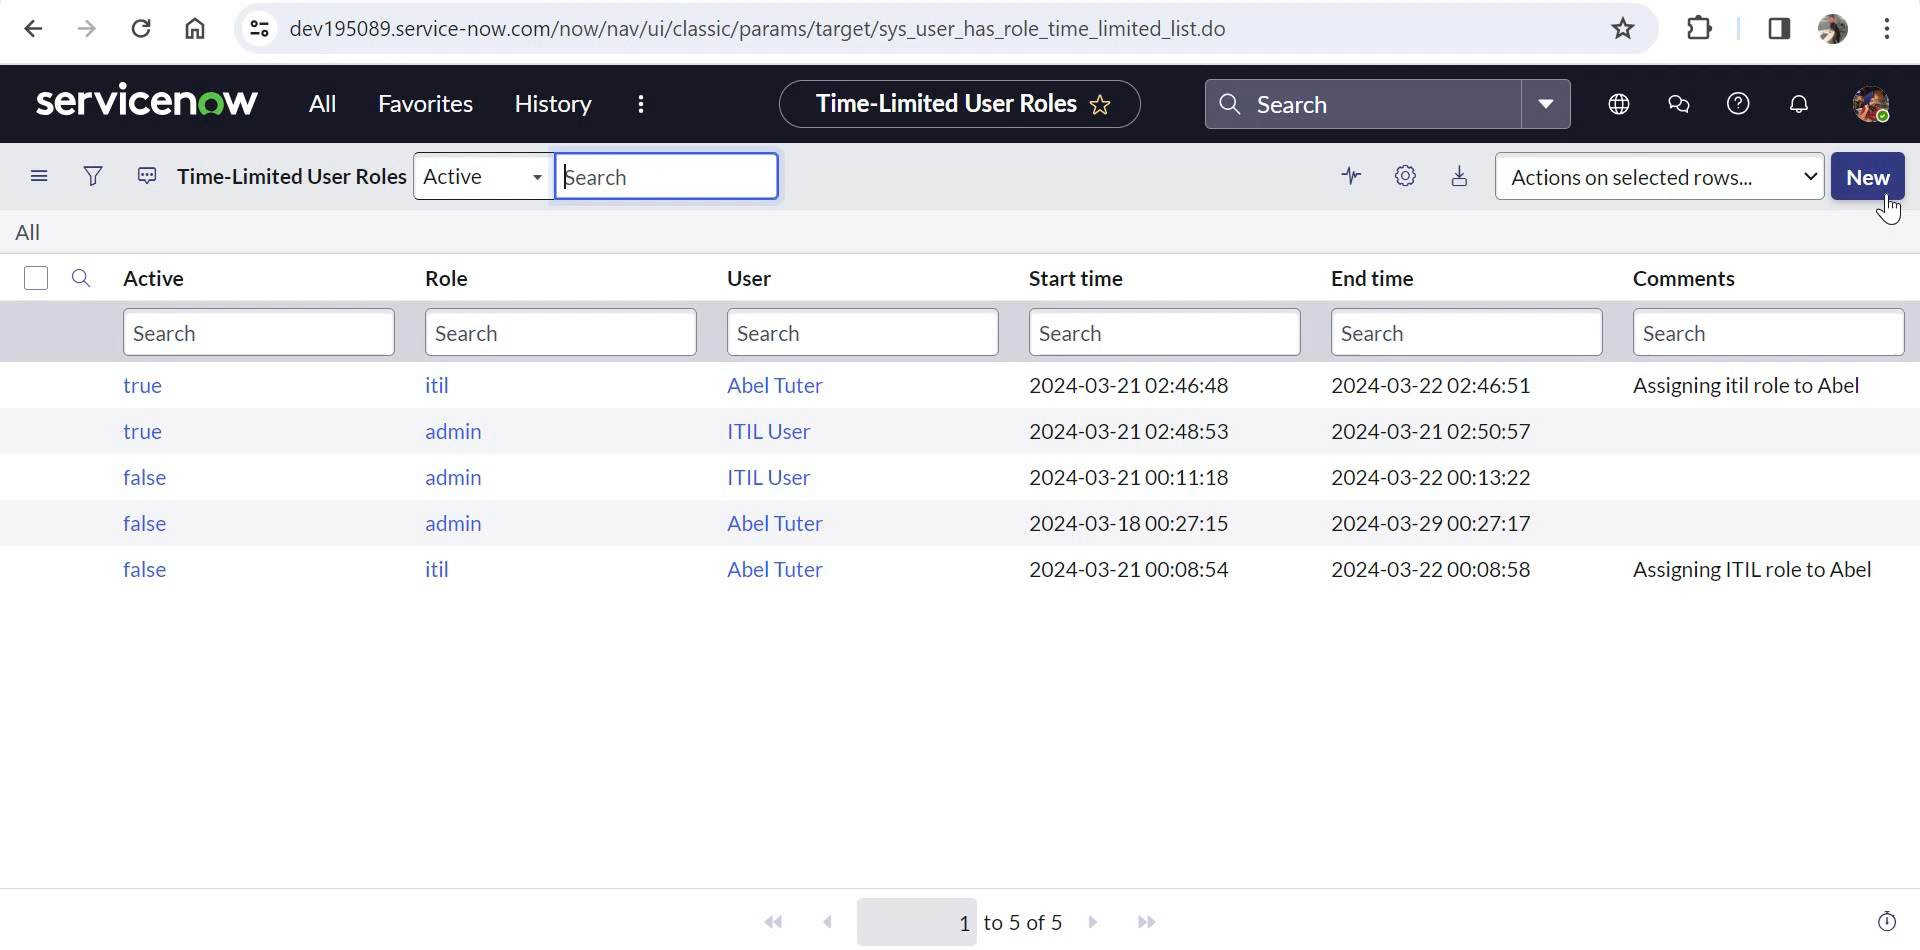 dev195089.service-now.com/now/nav/ui/classic/params/target/sys_user_has_role_time_limited_list.do
servicenow All Favorites History Time-Limited User Roles Search
Time-Limited User Roles Active Search Actions on selected rows... New
All
Active Role User Start time End time Comments
Search Search Search Search Search Search
true itil Abel Tuter 2024-03-21 02:46:48 2024-03-22 02:46:51 Assigning itil role to Abel
true admin ITIL User 2024-03-21 02:48:53 2024-03-21 02:50:57
false admin ITIL User 2024-03-21 00:11:18 2024-03-22 00:13:22
false admin Abel Tuter 2024-03-18 00:27:15 2024-03-29 00:27:17
false itil Abel Tuter 2024-03-21 00:08:54 2024-03-22 00:08:58 Assigning ITIL role to Abel
1 to 5 of 5